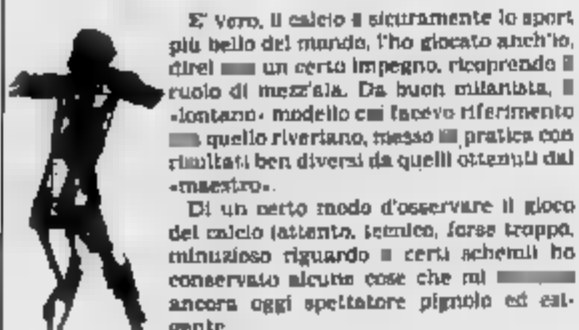 E' vero, il calcio è sicuramente lo sport
più bello del mondo, l'ho giocato anch'io,
direi un certo impegno, ricoprendo
ruolo di mezz'ala. Da buon milanista,
«lontano» modello cui facevo riferimento
quello riveriano, messo pratica con
risultati ben diversi da quelli ottenuti dal
«maestro».
Di un certo modo d'osservare il gioco
del calcio (attento, tecnico, forse troppo,
minuzioso riguardo certi schemi) ho
conservato alcune cose che mi
ancora oggi spettatore pignolo ed esi-
gente